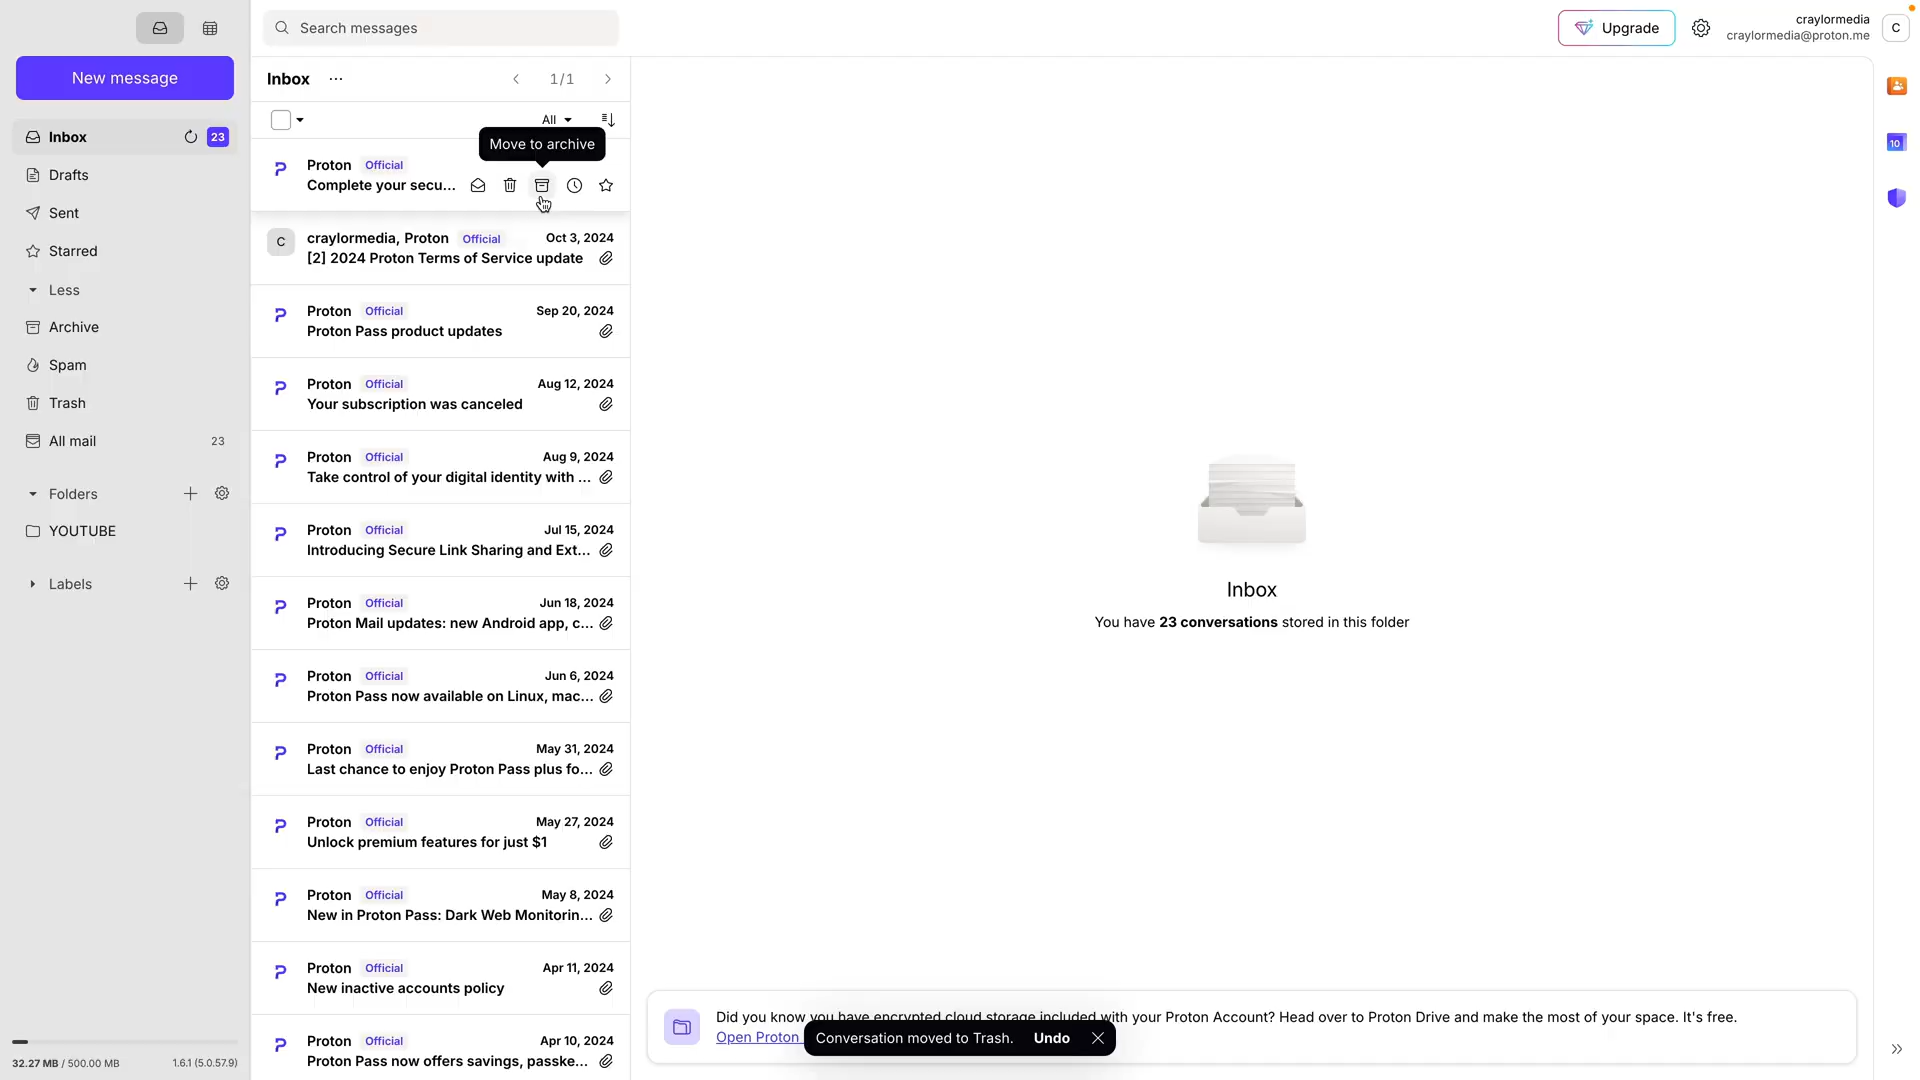 Search messages
Upgrade
craylormedia
craylormedia@proton.me
C
New message
Inbox
23
Drafts
Sent
Starred
Less
Archive
Spam
Trash
All mail
23
Folders
YOUTUBE
Labels
32.27 MB / 500.00 MB
1.6.1 (5.0.57.9)
Inbox
1/1
All
Move to archive
Proton Official
Complete your secu...
C
craylormedia, Proton Official Oct 3, 2024
[2] 2024 Proton Terms of Service update
Proton Official Sep 20, 2024
Proton Pass product updates
Proton Official Aug 12, 2024
Your subscription was canceled
Proton Official Aug 9, 2024
Take control of your digital identity with ...
Proton Official Jul 15, 2024
Introducing Secure Link Sharing and Ext...
Proton Official Jun 18, 2024
Proton Mail updates: new Android app, c...
Proton Official Jun 6, 2024
Proton Pass now available on Linux, mac...
Proton Official May 31, 2024
Last chance to enjoy Proton Pass plus fo...
Proton Official May 27, 2024
Unlock premium features for just $1
Proton Official May 8, 2024
New in Proton Pass: Dark Web Monitorin...
Proton Official Apr 11, 2024
New inactive accounts policy
Proton Official Apr 10, 2024
Proton Pass now offers savings, passke...
Inbox
You have 23 conversations stored in this folder
Did you know you have encrypted cloud storage included with your Proton Account? Head over to Proton Drive and make the most of your space. It's free.
Open Proton
Conversation moved to Trash. Undo
10